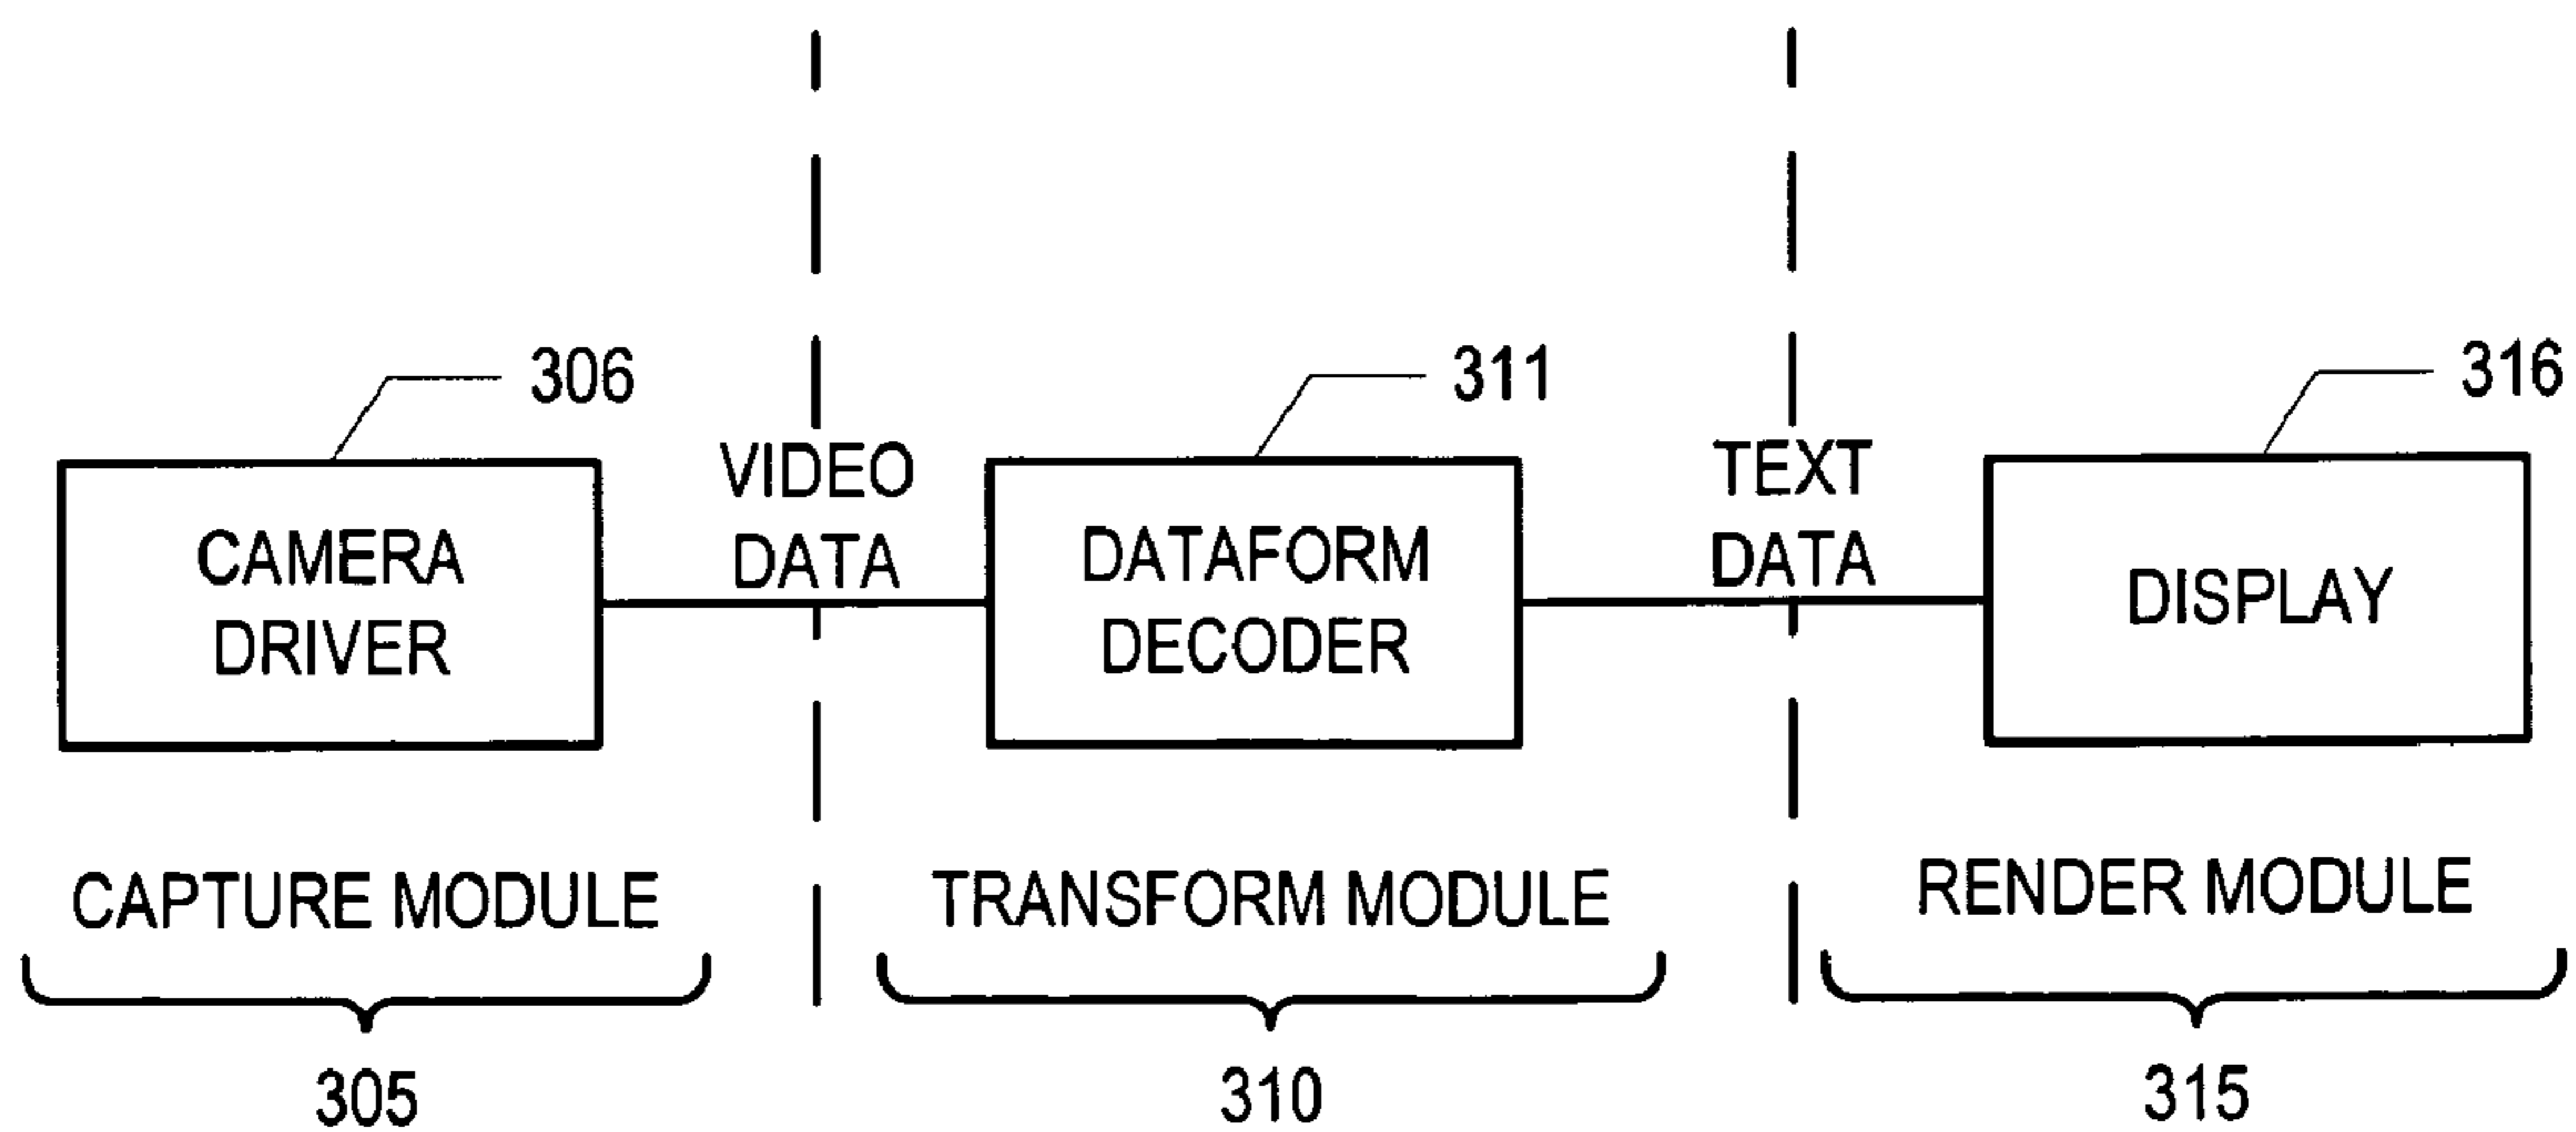 306
311
316
CAMERA
DRIVER
VIDEO
DATA
DATAFORM
DECODER
TEXT
DATA
DISPLAY
CAPTURE MODULE
TRANSFORM MODULE
RENDER MODULE
305
310
315